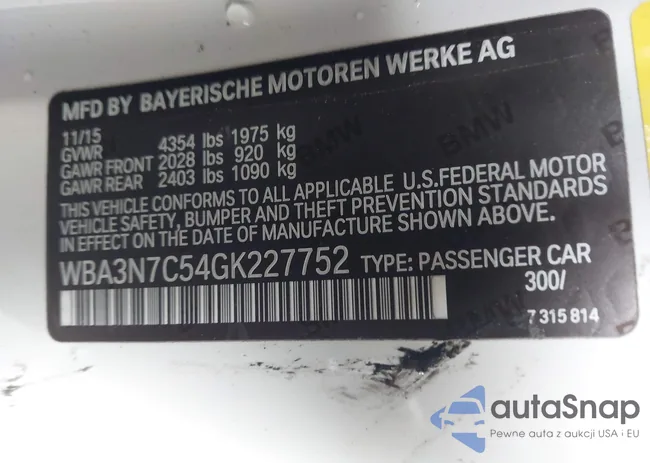 MFD BY BAYERISCHE MOTOREN WERKE AG
11/15
GVWR 4354 lbs 1975 kg
GAWR FRONT 2028 lbs 920 kg
GAWR REAR 2403 lbs 1090 kg
THIS VEHICLE CONFORMS TO ALL APPLICABLE U.S.FEDERAL MOTOR
VEHICLE SAFETY, BUMPER AND THEFT PREVENTION STANDARDS
IN EFFECT ON THE DATE OF MANUFACTURE SHOWN ABOVE.
WBA3N7C54GK227752 TYPE: PASSENGER CAR
300/
7 315 814
BMW
BMW
autoSnap
Pewne auta z aukcji USA i EU